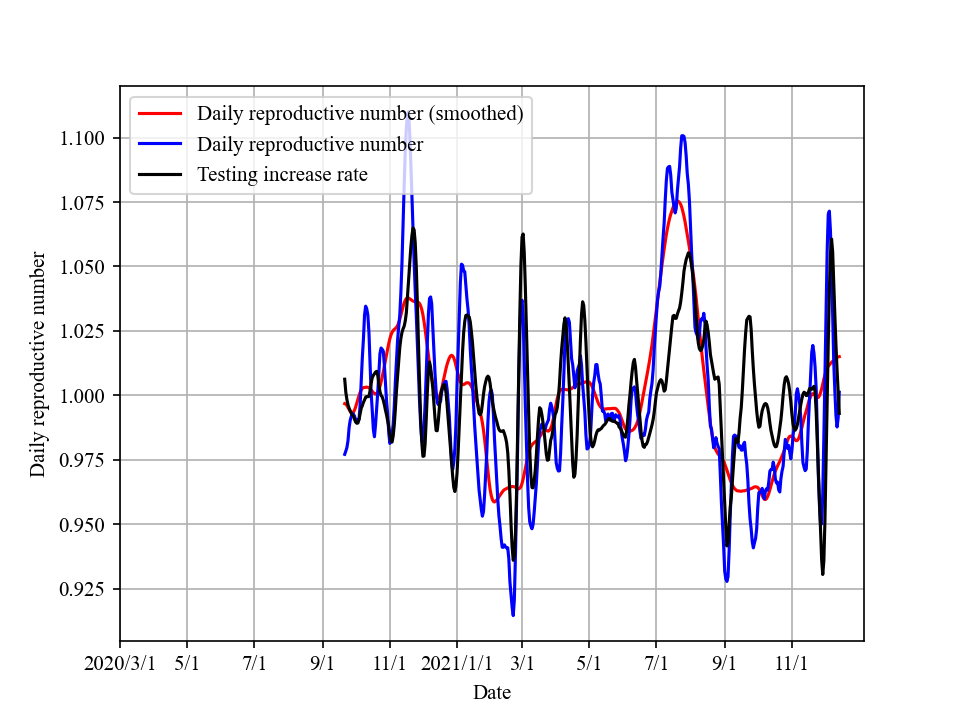 Daily reproductive number (smoothed)
Daily reproductive number
Testing increase rate
1.100
1.075
1.050
1.025
1.000
0.975
0.950
0.925
Daily reproductive number
2020/3/1 5/1 7/1 9/1 11/1 2021/1/1 3/1 5/1 7/1 9/1 11/1
Date